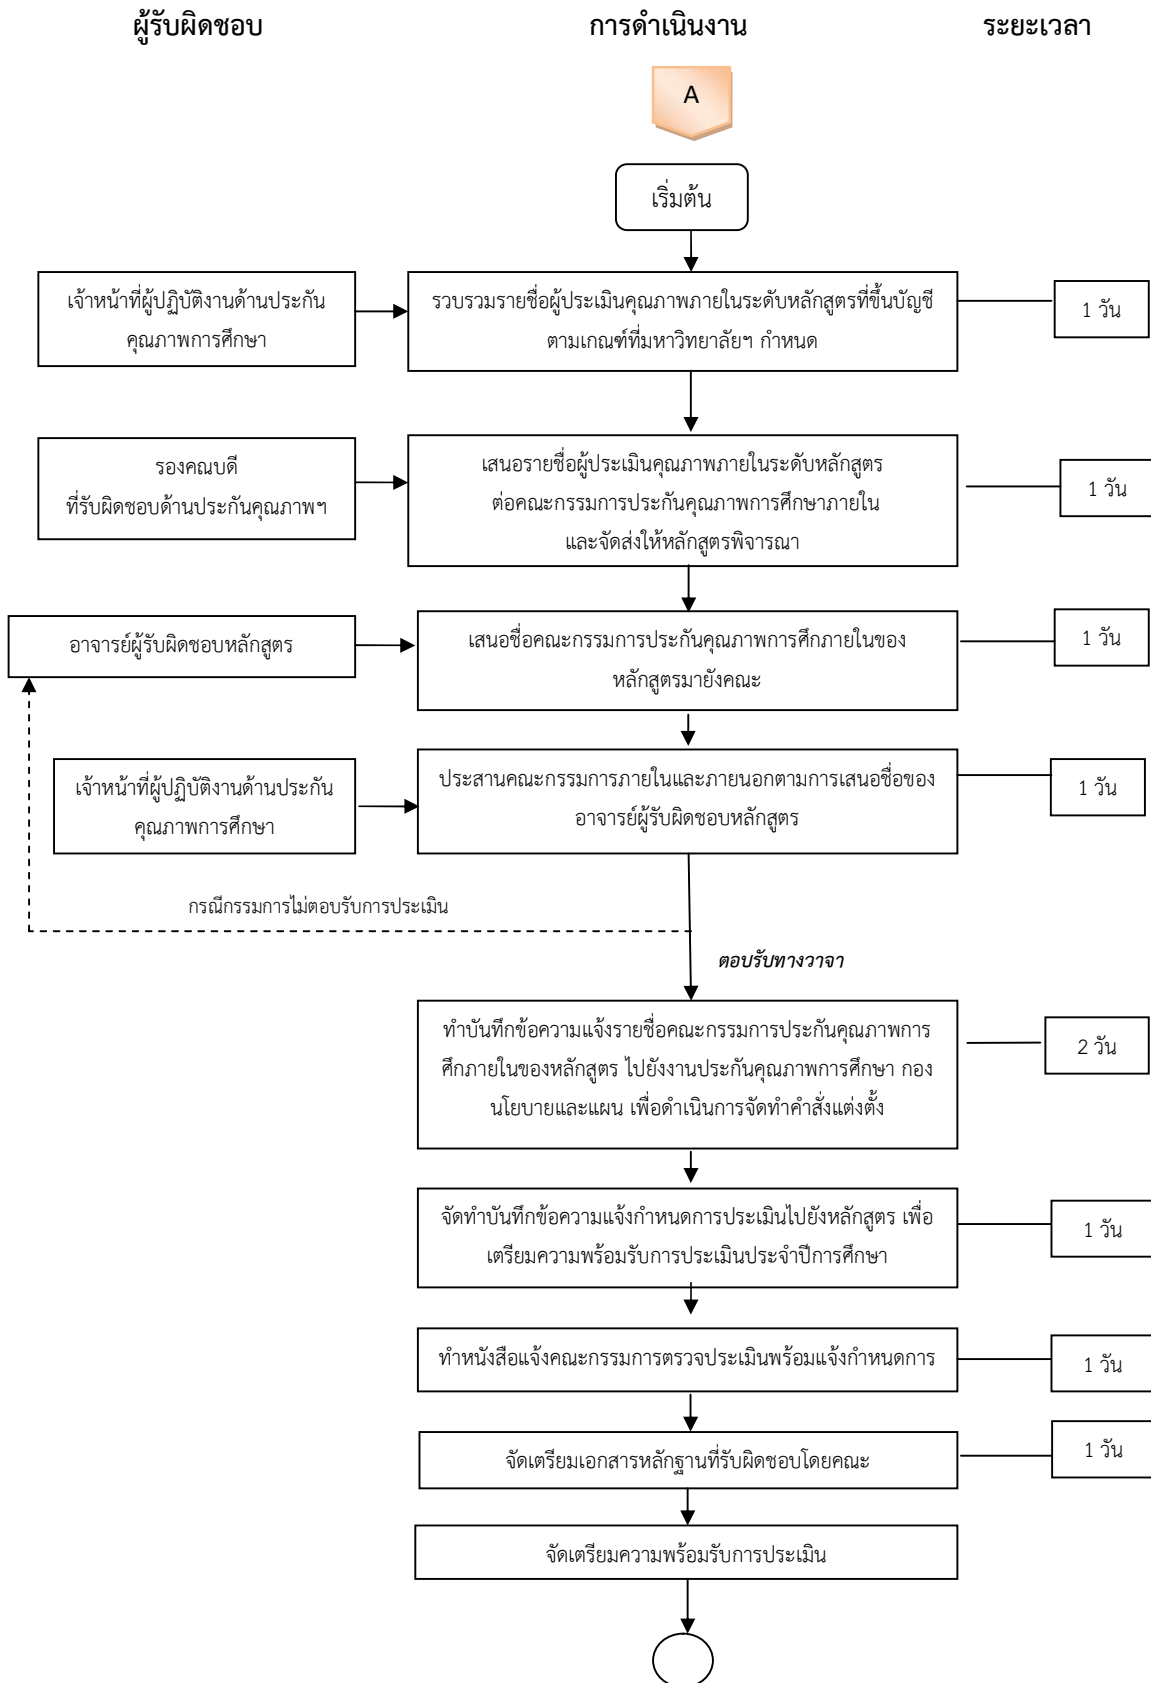 ผู้รับผิดชอบ การดำเนินงาน ระยะเวลา
A
เริ่มต้น
เจ้าหน้าที่ผู้ปฏิบัติงานด้านประกัน
คุณภาพการศึกษา
รวบรวมรายชื่อผู้ประเมินคุณภาพภายในระดับหลักสูตรที่ขึ้นบัญชี
ตามเกณฑ์ที่มหาวิทยาลัยฯ กำหนด
1 วัน
รองคณบดี
ที่รับผิดชอบด้านประกันคุณภาพฯ
เสนอรายชื่อผู้ประเมินคุณภาพภายในระดับหลักสูตร
ต่อคณะกรรมการประกันคุณภาพการศึกษาภายใน
และจัดส่งให้หลักสูตรพิจารณา
1 วัน
อาจารย์ผู้รับผิดชอบหลักสูตร
เสนอชื่อคณะกรรมการประกันคุณภาพการศึกภายในของ
หลักสูตรมายังคณะ
1 วัน
เจ้าหน้าที่ผู้ปฏิบัติงานด้านประกัน
คุณภาพการศึกษา
ประสานคณะกรรมการภายในและภายนอกตามการเสนอชื่อของ
อาจารย์ผู้รับผิดชอบหลักสูตร
1 วัน
กรณีกรรมการไม่ตอบรับการประเมิน
ตอบรับทางวาจา
ทำบันทึกข้อความแจ้งรายชื่อคณะกรรมการประกันคุณภาพการ
ศึกภายในของหลักสูตร ไปยังงานประกันคุณภาพการศึกษา กอง
นโยบายและแผน เพื่อดำเนินการจัดทำคำสั่งแต่งตั้ง
2 วัน
จัดทำบันทึกข้อความแจ้งกำหนดการประเมินไปยังหลักสูตร เพื่อ
เตรียมความพร้อมรับการประเมินประจำปีการศึกษา
1 วัน
ทำหนังสือแจ้งคณะกรรมการตรวจประเมินพร้อมแจ้งกำหนดการ
1 วัน
จัดเตรียมเอกสารหลักฐานที่รับผิดชอบโดยคณะ
1 วัน
จัดเตรียมความพร้อมรับการประเมิน